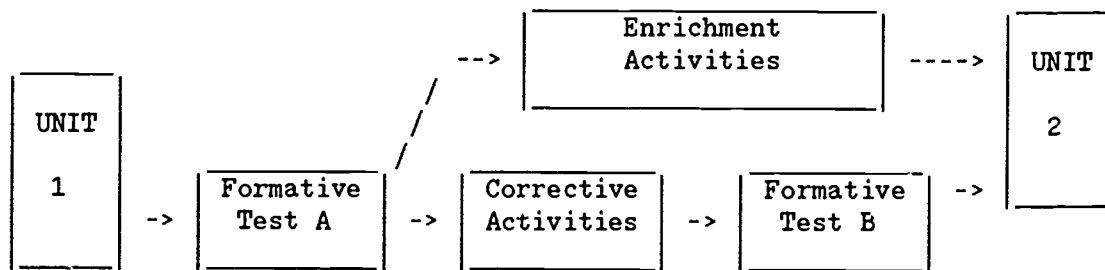 Enrichment
Activities
UNIT
1
UNIT
2
Formative
Test A
Corrective
Activities
Formative
Test B